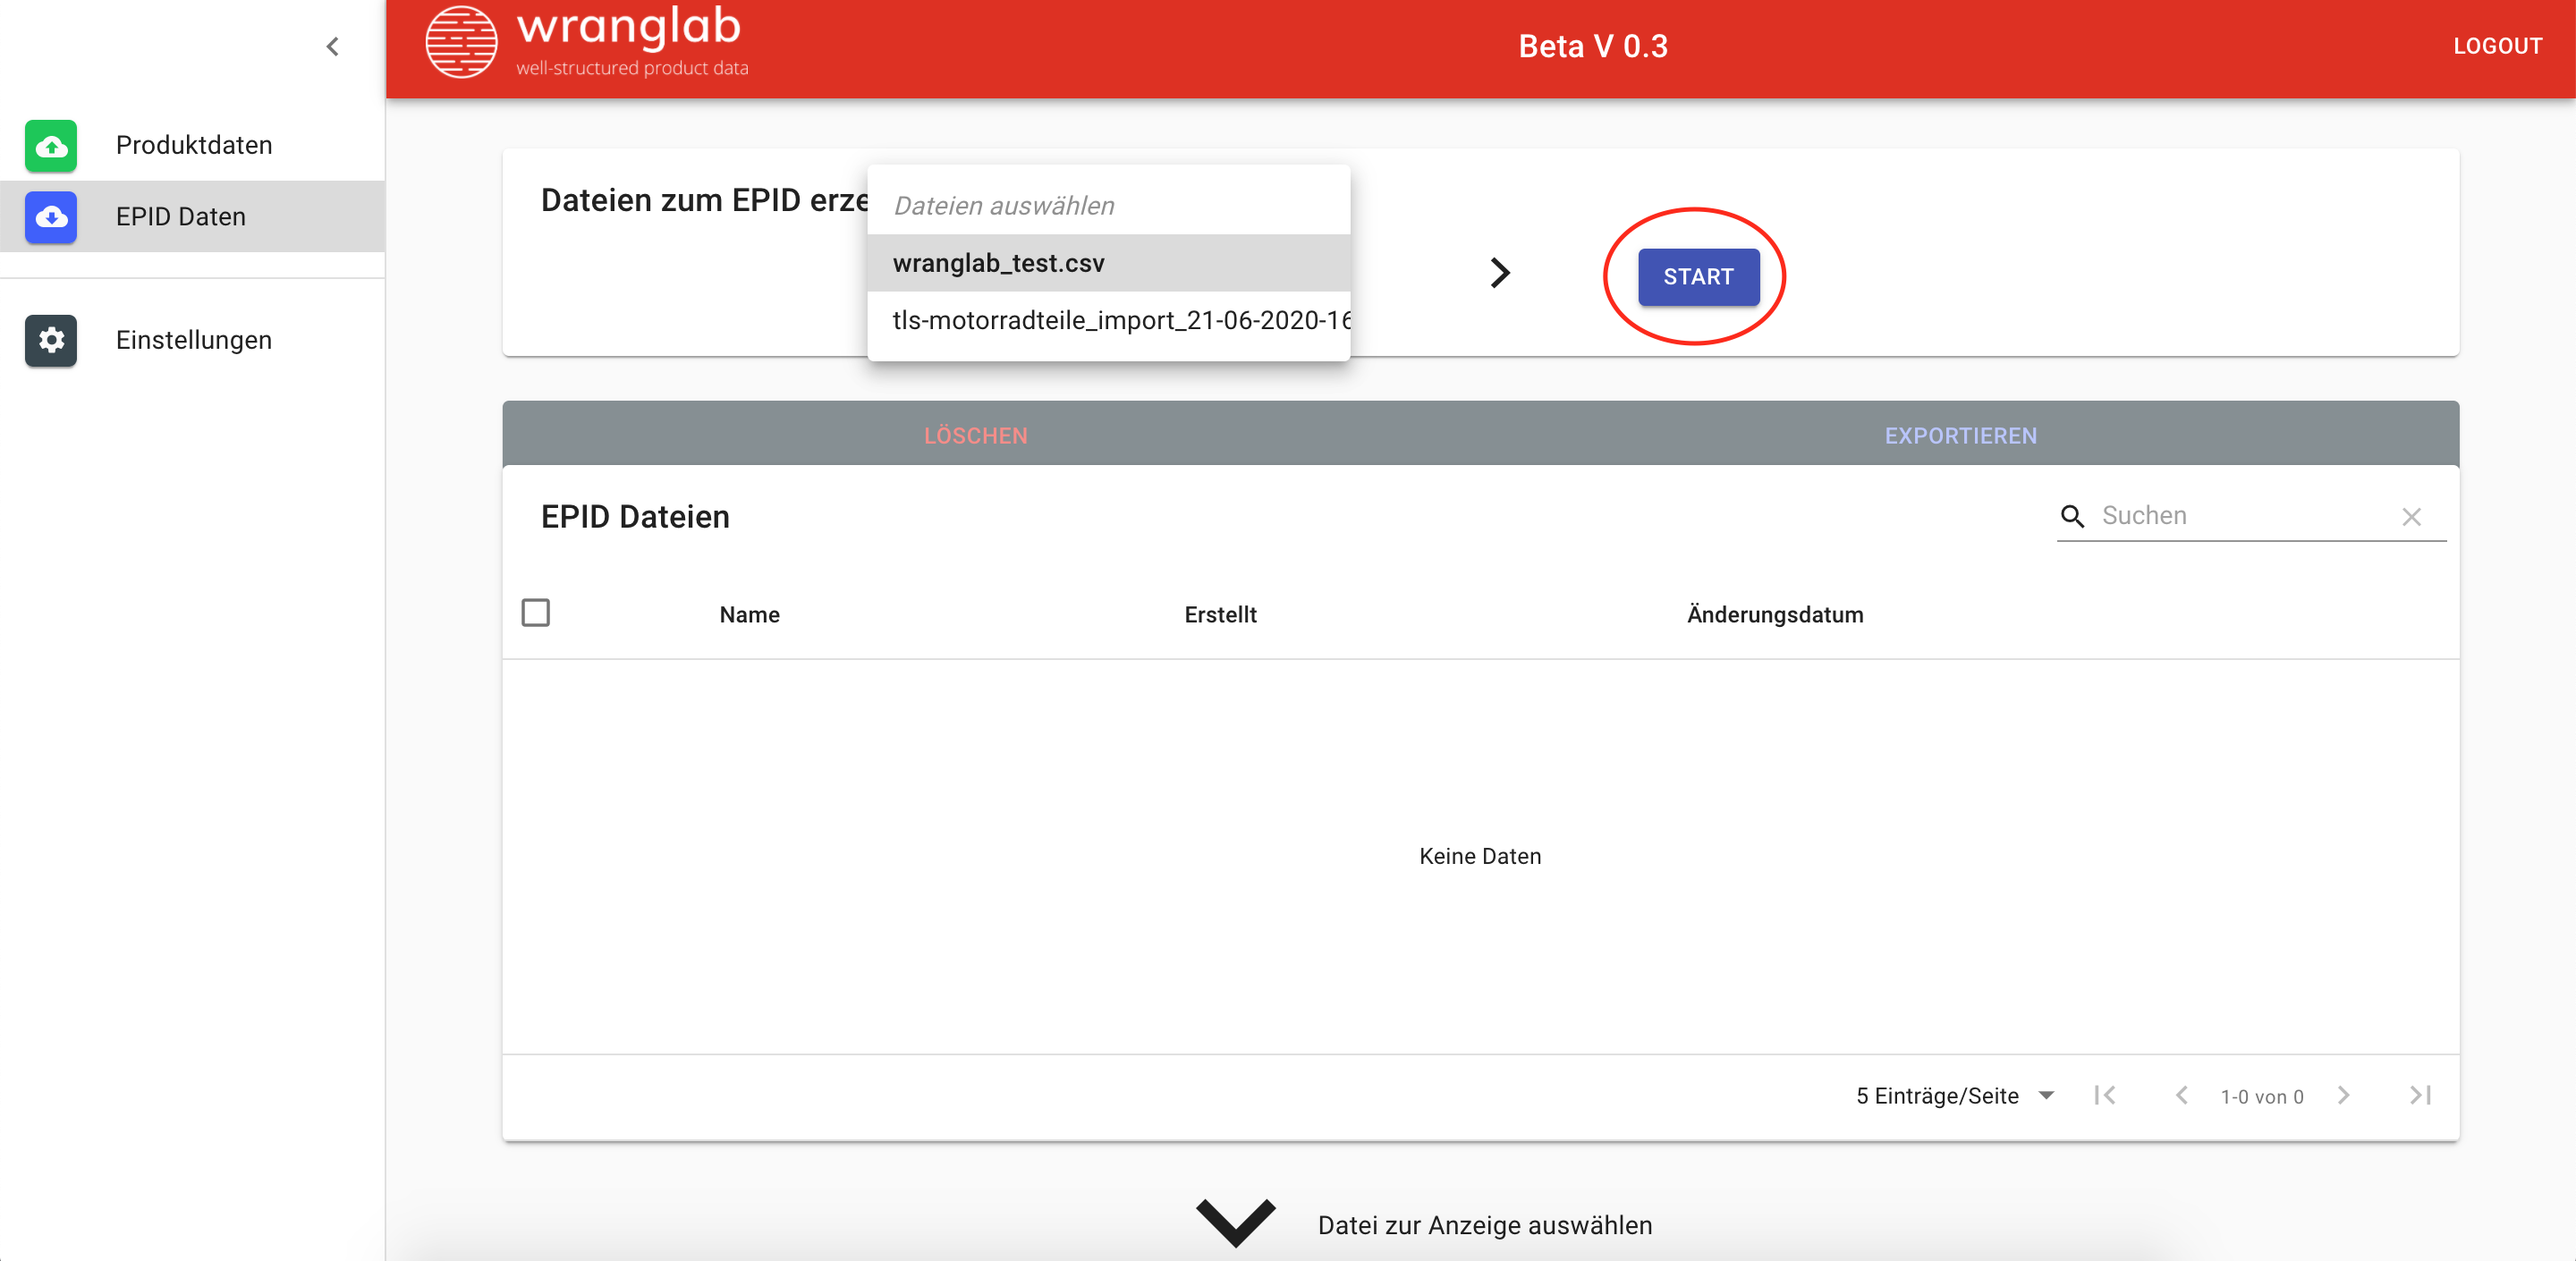 wranglab
well-structured product data
Beta V 0.3
LOGOUT
Produktdaten
EPID Daten
Einstellungen
Dateien zum EPID erze
Dateien auswählen
wranglab_test.csv
tls-motorradteile_import_21-06-2020-16
START
LÖSCHEN
EXPORTIEREN
EPID Dateien
Suchen
Name
Erstellt
Änderungsdatum
Keine Daten
5 Einträge/Seite
1-0 von 0
Datei zur Anzeige auswählen